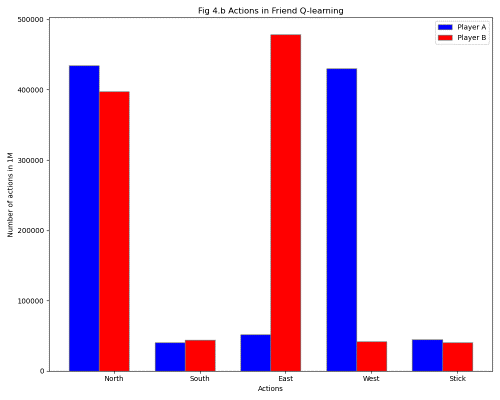 Fig 4.b Actions in Friend Q-learning
Player A
Player B
Number of actions in 1M
500000
400000
300000
200000
100000
0
North South East West Stick
Actions